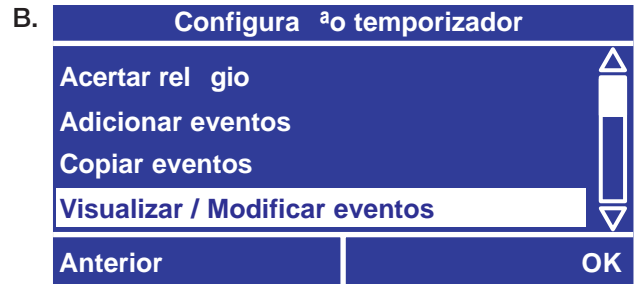 B.
Configura ªo temporizador
Acertar rel gio
Adicionar eventos
Copiar eventos
Visualizar / Modificar eventos
Anterior OK